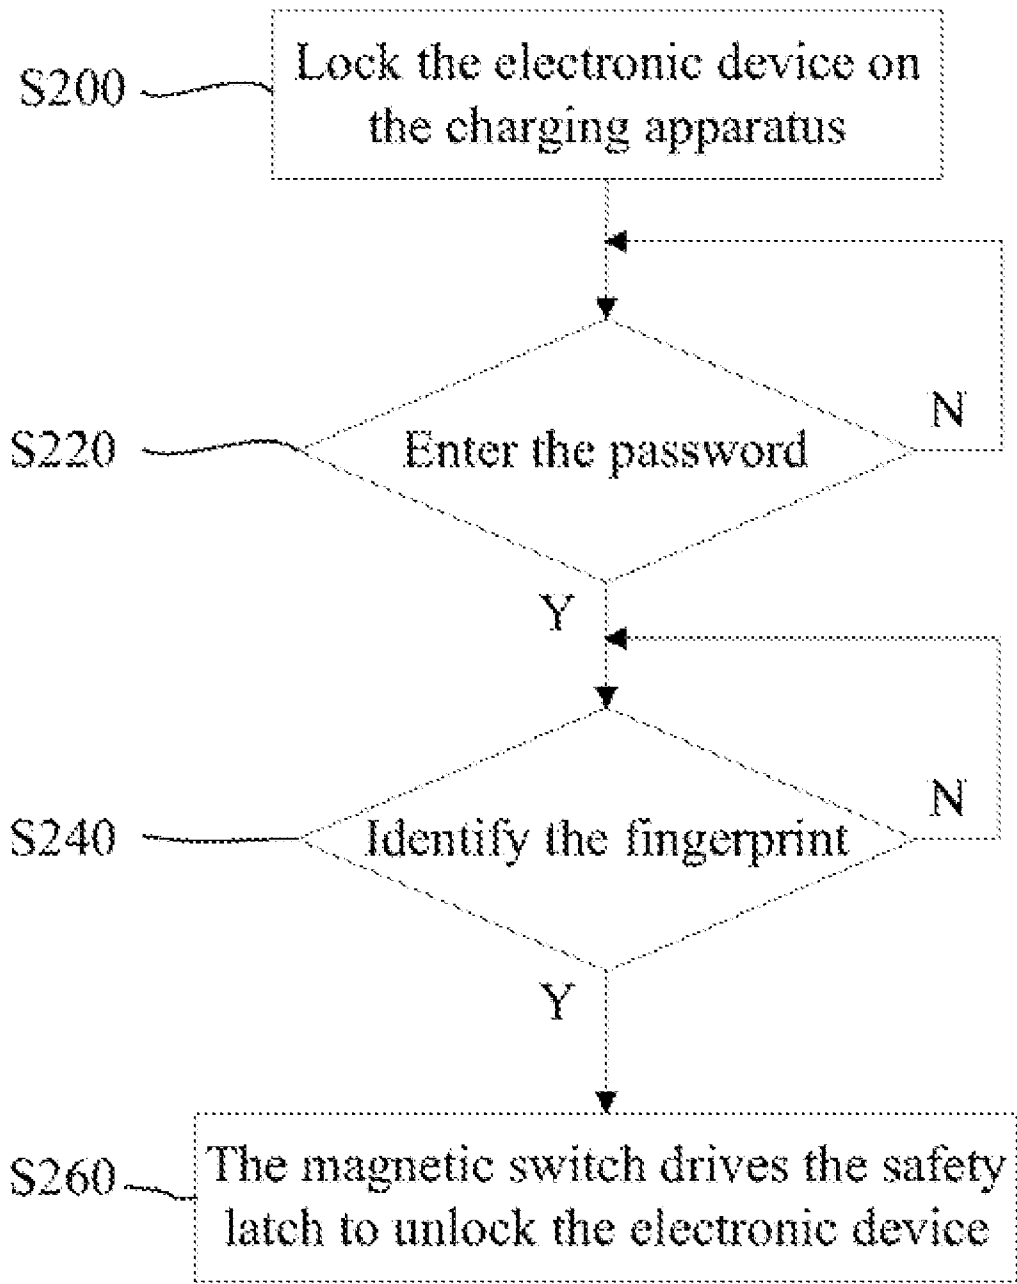 S200
Lock the electronic device on
the charging apparatus
S220
Enter the password
N
Y
S240
Identify the fingerprint
N
Y
S260
The magnetic switch drives the safety
latch to unlock the electronic device